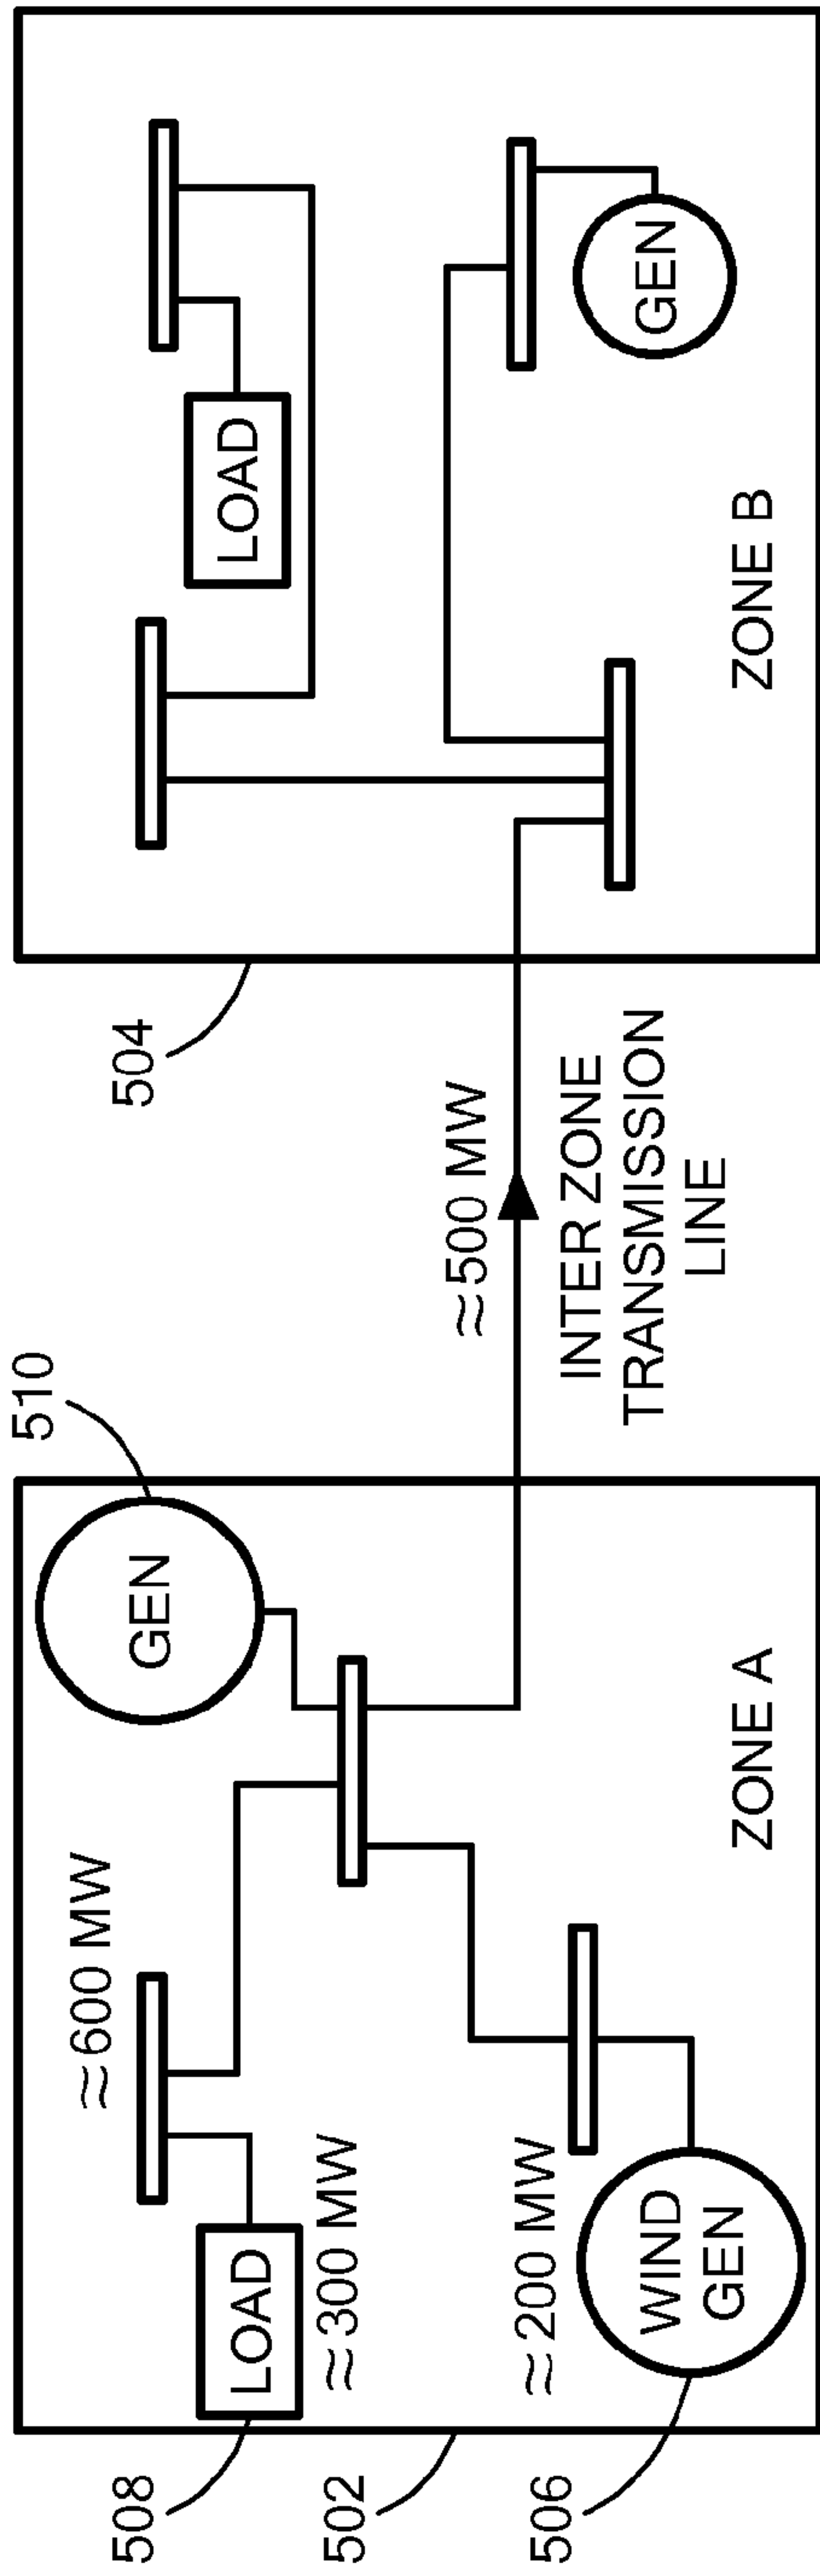 510
GEN
≈600 MW
508
LOAD
≈300 MW
502
≈200 MW
WIND
GEN
506
ZONE A
≈500 MW
INTER ZONE
TRANSMISSION
LINE
504
LOAD
GEN
ZONE B